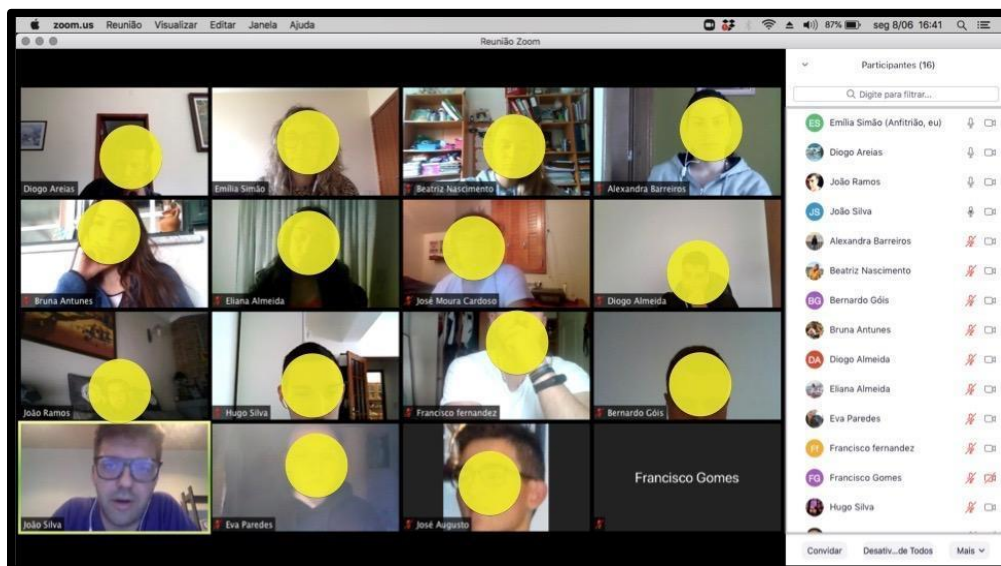 zoom.us Reunião Visualizar Editar Janela Ajuda 87% seg 8/06 16:41
Reunião Zoom
Diogo Areias
Emília Simão
Beatriz Nascimento
Alexandra Barreiros
Bruna Antunes
Eliana Almeida
José Moura Cardoso
Diogo Almeida
João Ramos
Hugo Silva
Francisco fernandez
Bernardo Góis
João Silva
Eva Paredes
José Augusto
Francisco Gomes
Participantes (16)
Digite para filtrar...
ES Emília Simão (Anfitrião, eu)
Diogo Areias
João Ramos
JS João Silva
Alexandra Barreiros
Beatriz Nascimento
BG Bernardo Góis
Bruna Antunes
DA Diogo Almeida
Eliana Almeida
Eva Paredes
Ff Francisco fernandez
FG Francisco Gomes
Hugo Silva
Convidar Desativ...de Todos Mais